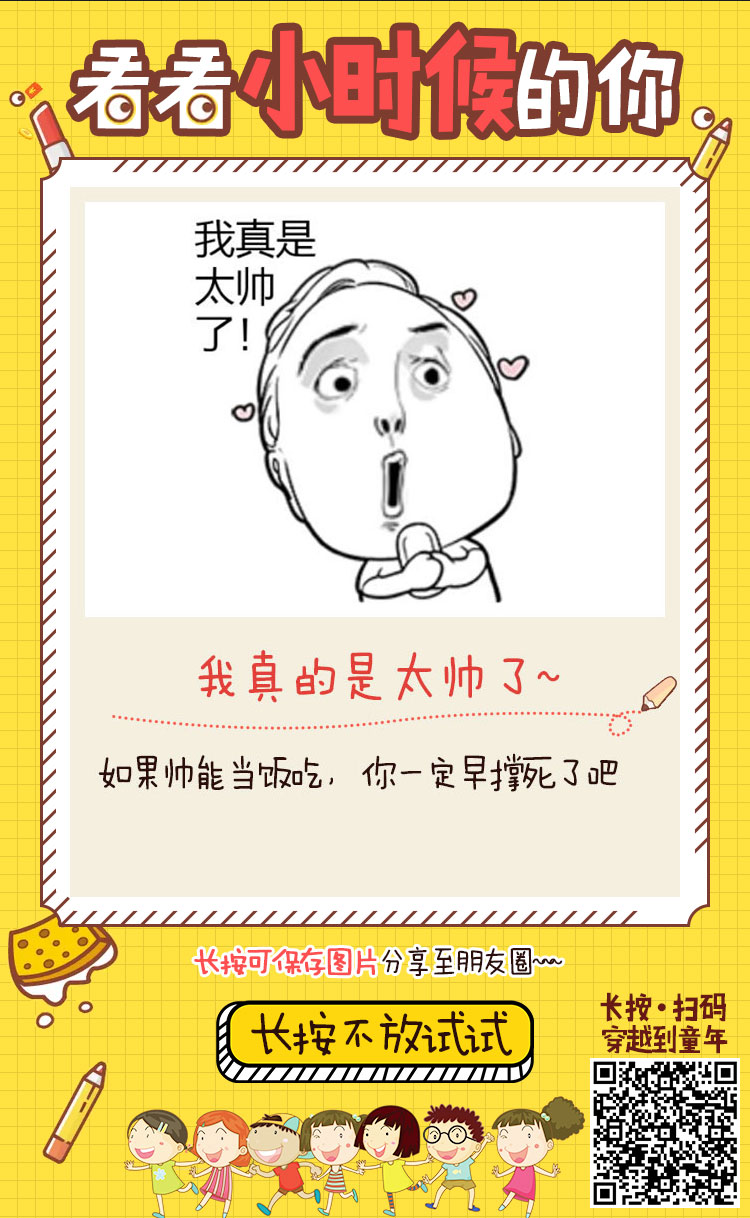 看看小时候的你
我真是
太帅
了!
我真的是太帅了~
如果帅能当饭吃，你一定早撑死了吧
长按可保存图片分享至朋友圈~~
长按不放试试
长按·扫码
穿越到童年